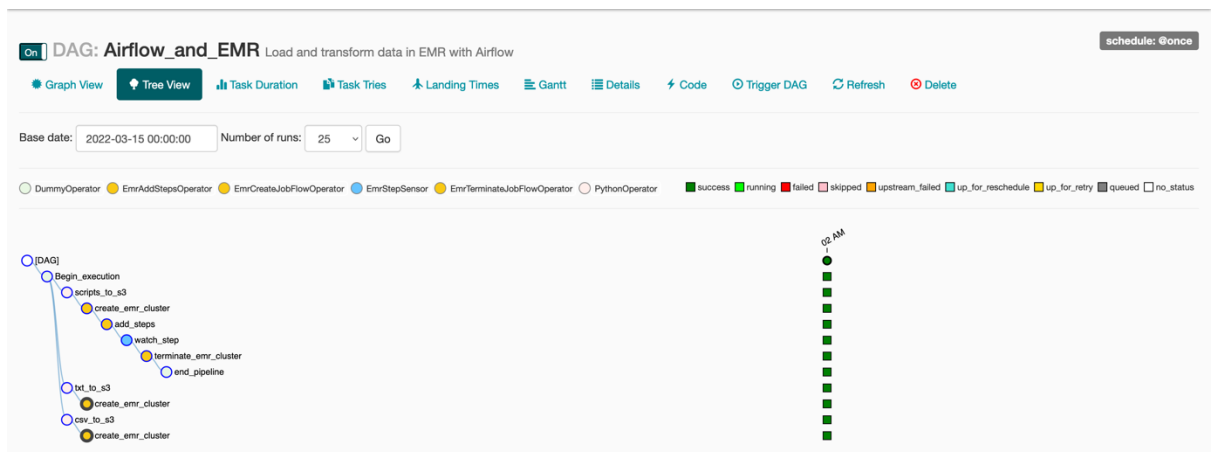 On DAG: Airflow_and_EMR Load and transform data in EMR with Airflow schedule: @once
Graph View Tree View Task Duration Task Tries Landing Times Gantt Details Code Trigger DAG Refresh Delete
Base date: 2022-03-15 00:00:00 Number of runs: 25 Go
DummyOperator EmrAddStepsOperator EmrCreateJobFlowOperator EmrStepSensor EmrTerminateJobFlowOperator PythonOperator success running failed skipped upstream_failed up_for_reschedule up_for_retry queued no_status
02 AM
[DAG]
Begin_execution
scripts_to_s3
create_emr_cluster
add_steps
watch_step
terminate_emr_cluster
end_pipeline
txt_to_s3
create_emr_cluster
csv_to_s3
create_emr_cluster